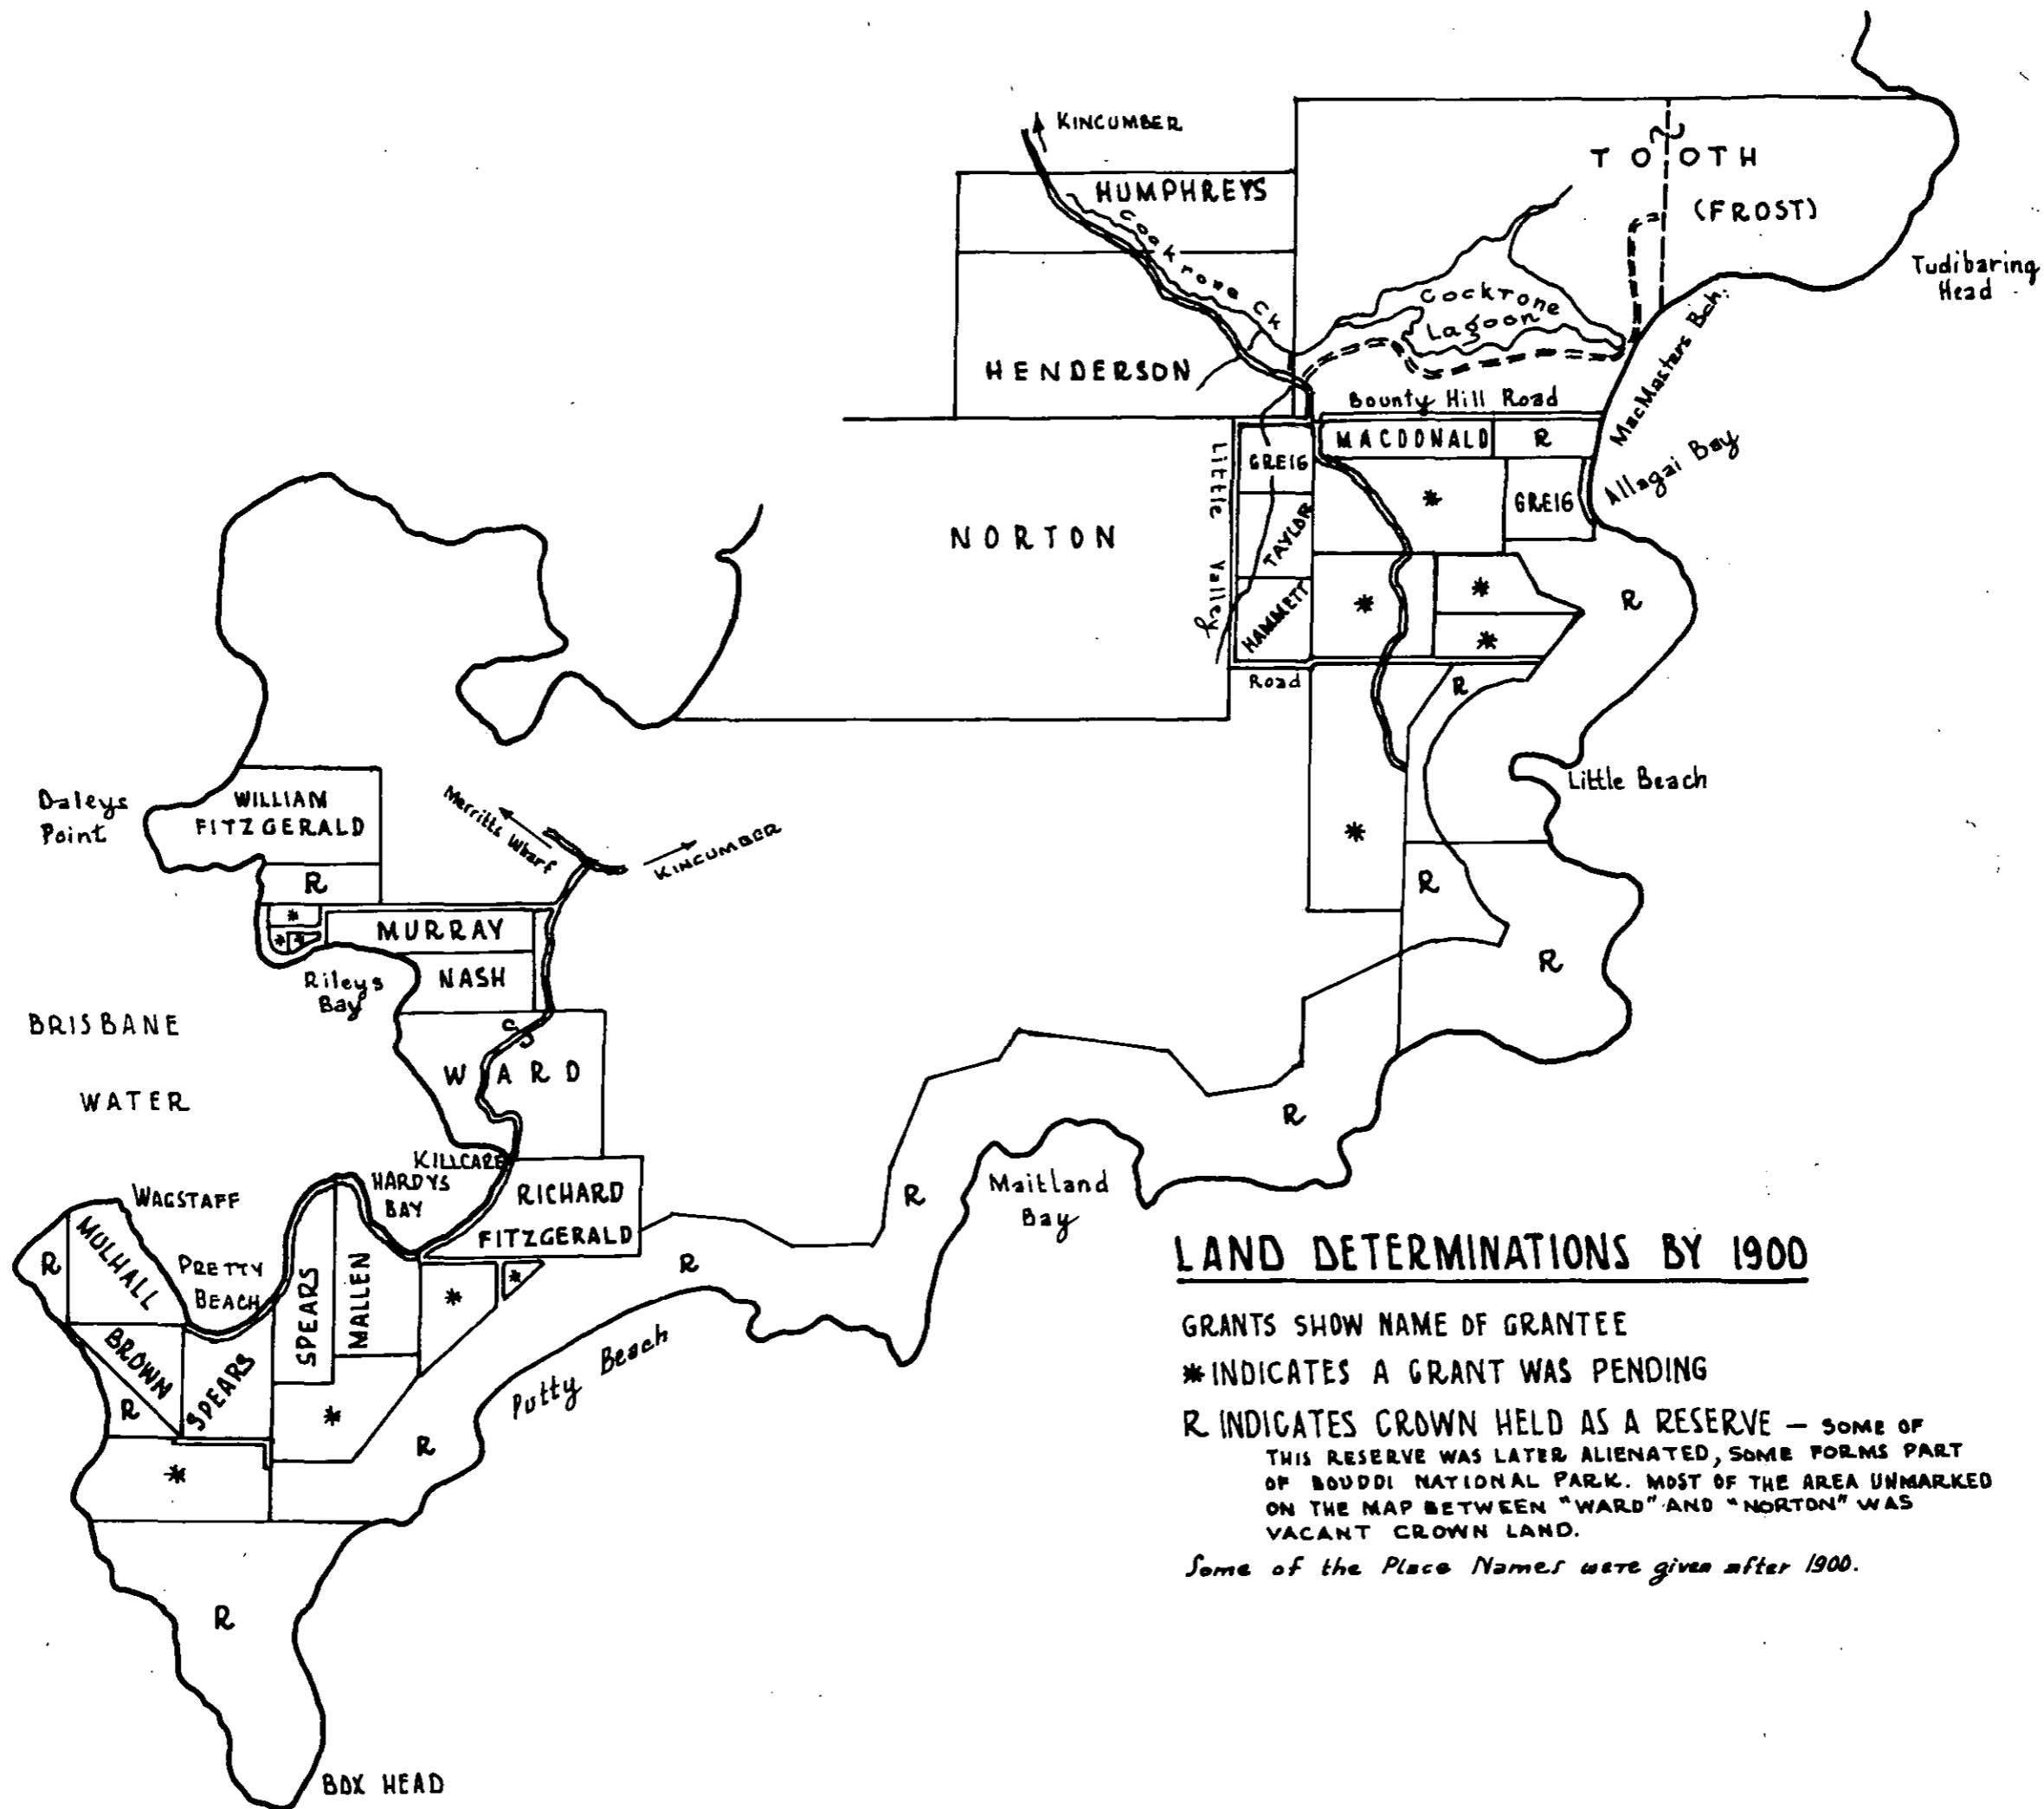 KINCUMBER
TOOTH
(FROST)
HUMPHREYS
Cockrone Ck
Tudibaring
Head
Cockrone
Lagoon
HENDERSON
MacMasters Bch.
Bounty Hill Road
MACDONALD
R
Allagai Bay
Little Valley
GREIG
*
GREIG
NORTON
TAYLOR
HAMMETT
*
*
*
R
Road
R
Little Beach
Daleys
Point
WILLIAM
FITZGERALD
Merritts Wharf
KINCUMBER
*
R
R
*
*
*
MURRAY
Rileys
Bay
NASH
R
BRISBANE
WATER
WARD
R
KILLCARE
HARDYS
BAY
RICHARD
FITZGERALD
R
Maitland
Bay
WAGSTAFF
R
MULHALL
PRETTY
BEACH
SPEARS
MALLEN
*
*
R
Putty Beach
BROWN
R
SPEARS
*
R
*
R
BOX HEAD
LAND DETERMINATIONS BY 1900
GRANTS SHOW NAME OF GRANTEE
* INDICATES A GRANT WAS PENDING
R INDICATES CROWN HELD AS A RESERVE – SOME OF
THIS RESERVE WAS LATER ALIENATED, SOME FORMS PART
OF BOUDDI NATIONAL PARK. MOST OF THE AREA UNMARKED
ON THE MAP BETWEEN "WARD" AND "NORTON" WAS
VACANT CROWN LAND.
Some of the Place Names were given after 1900.